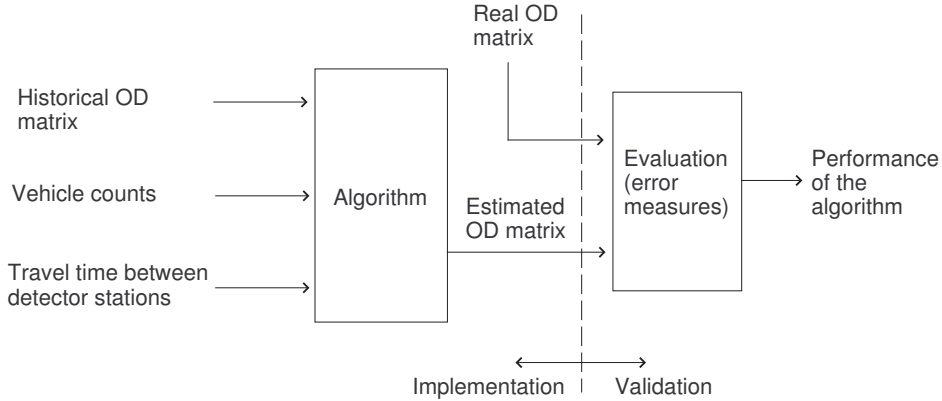 Real OD
matrix
Historical OD
matrix
Vehicle counts
Travel time between
detector stations
Algorithm
Estimated
OD matrix
Evaluation
(error
measures)
Performance
of the
algorithm
Implementation
Validation